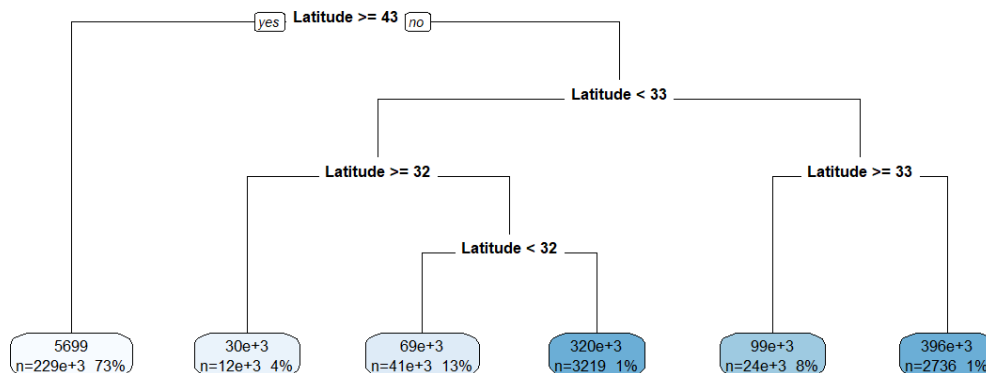 yes Latitude >= 43 no
Latitude < 33
Latitude >= 32
Latitude >= 33
Latitude < 32
5699
n=229e+3 73%
30e+3
n=12e+3 4%
69e+3
n=41e+3 13%
320e+3
n=3219 1%
99e+3
n=24e+3 8%
396e+3
n=2736 1%